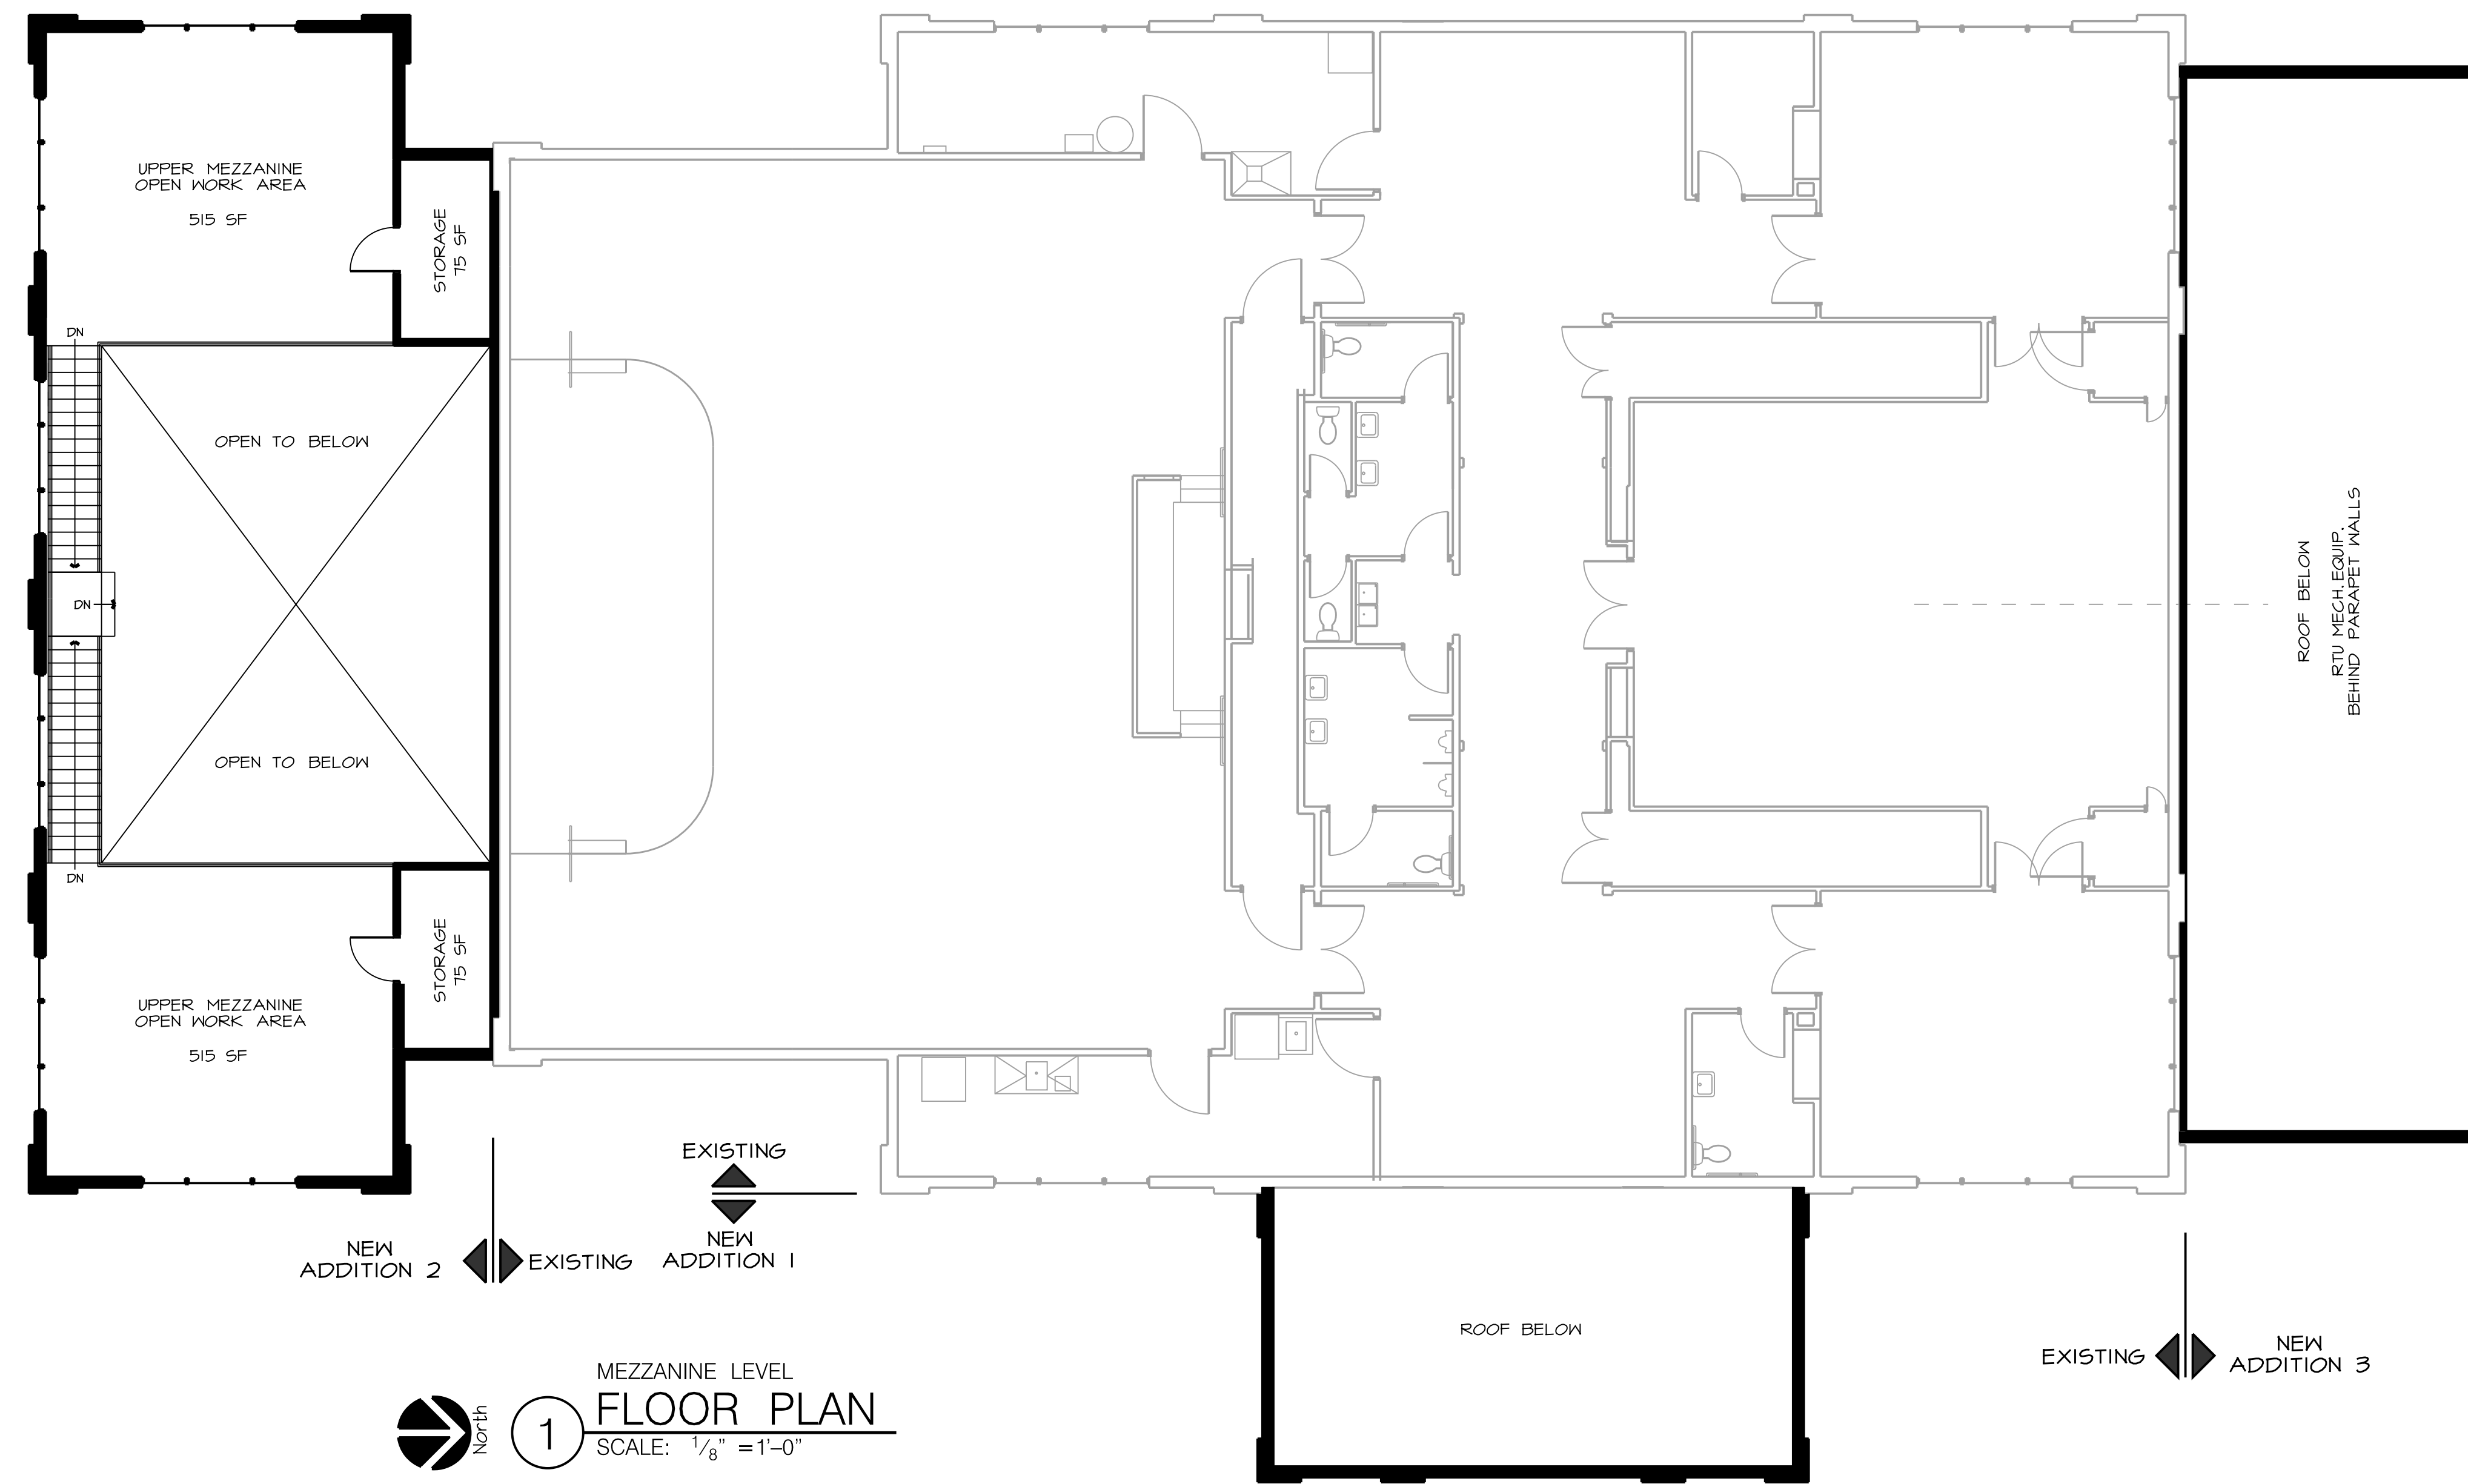 UPPER MEZZANINE
OPEN WORK AREA
515 SF
STORAGE
75 SF
DN
OPEN TO BELOW
DN
OPEN TO BELOW
DN
STORAGE
75 SF
UPPER MEZZANINE
OPEN WORK AREA
515 SF
ROOF BELOW
RTU MECH. EQUIP.
BEHIND PARAPET WALLS
NEW
ADDITION 2
EXISTING
EXISTING
NEW
ADDITION 1
ROOF BELOW
EXISTING
NEW
ADDITION 3
North
1
MEZZANINE LEVEL
FLOOR PLAN
SCALE: 1/8" = 1'-0"